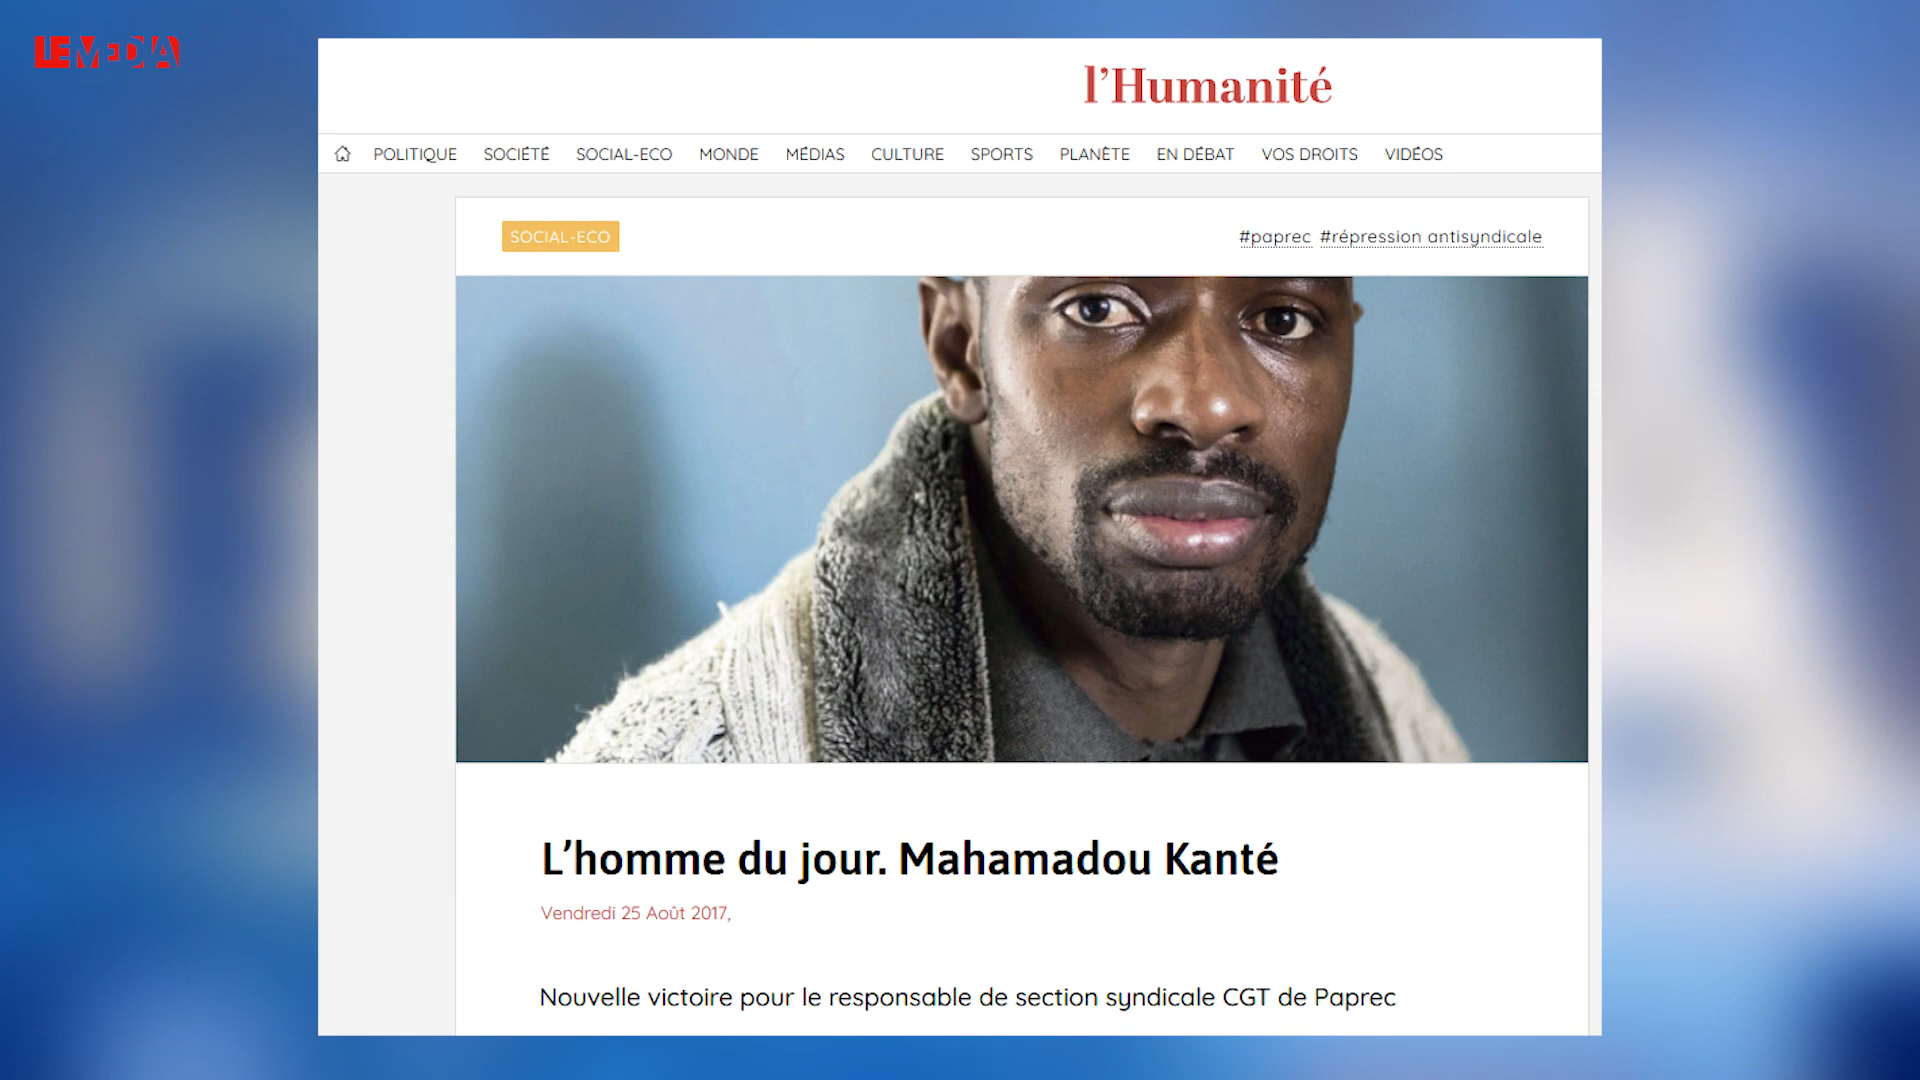 LEMEDIA
l'Humanité
POLITIQUE SOCIÉTÉ SOCIAL-ECO MONDE MÉDIAS CULTURE SPORTS PLANÈTE EN DÉBAT VOS DROITS VIDÉOS
SOCIAL-ECO
#paprec #répression antisyndicale
L'homme du jour. Mahamadou Kanté
Vendredi 25 Août 2017,
Nouvelle victoire pour le responsable de section syndicale CGT de Paprec